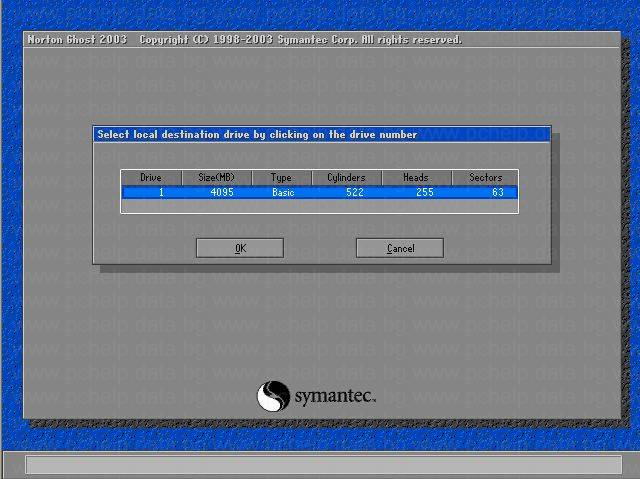 Norton Ghost 2003 Copyright (C) 1998-2003 Symantec Corp. All rights reserved.
Select local destination drive by clicking on the drive number
Drive Size(MB) Type Cylinders Heads Sectors
1 4095 Basic 522 255 63
OK Cancel
symantec™